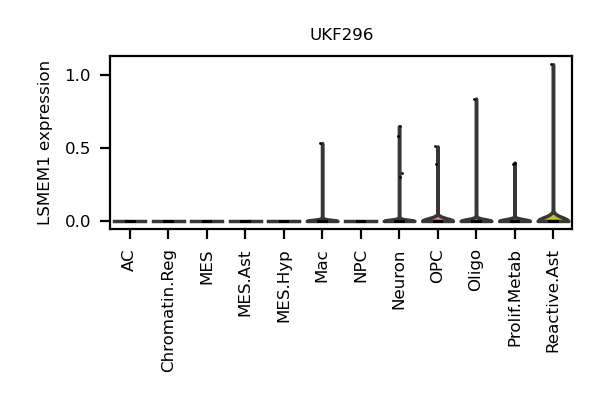 UKF296
LSMEM1 expression
1.0
0.5
0.0
AC
Chromatin.Reg
MES
MES.Ast
MES.Hyp
Mac
NPC
Neuron
OPC
Oligo
Prolif.Metab
Reactive.Ast